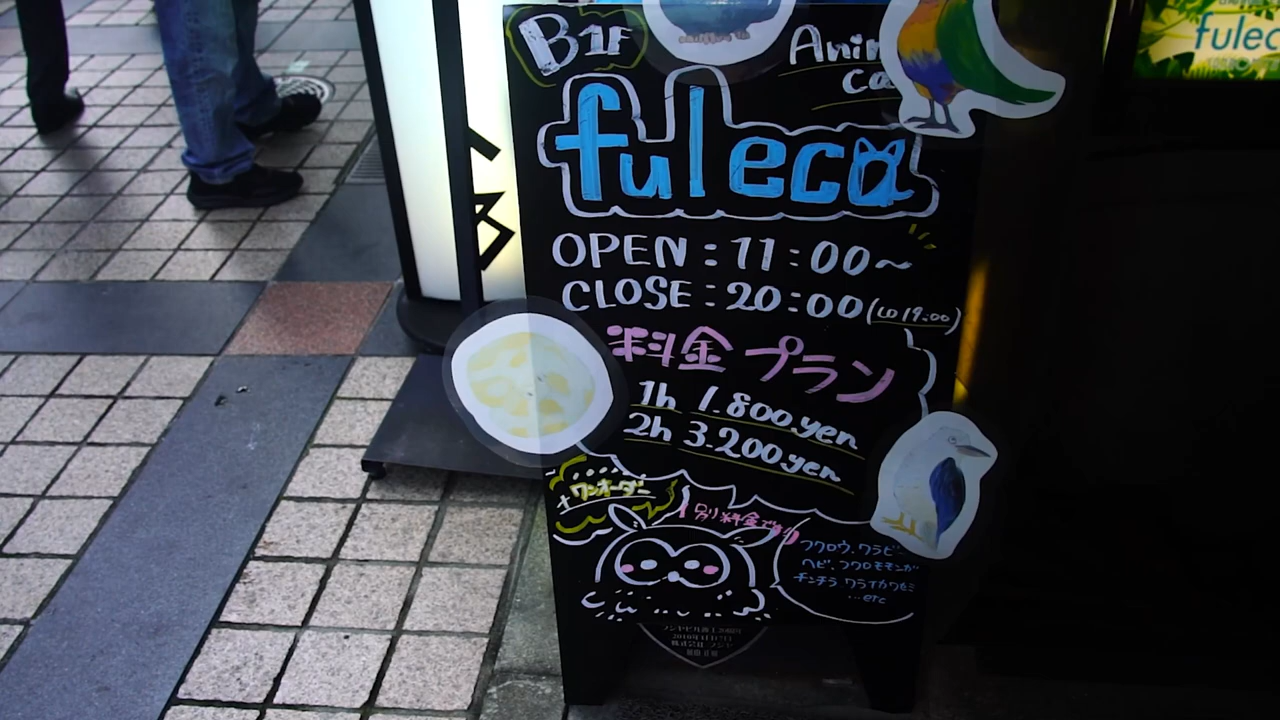 B1F
fuleca
OPEN : 11:00~
CLOSE : 20:00 (LO 19:00)
料金プラン
1h 1.800yen
2h 3.200yen
+ワンオーダー
別料金です
フクロウ、ワラビー
ヘビ、フクロモモンガ
チンチラ ワライカワセミ
...etc